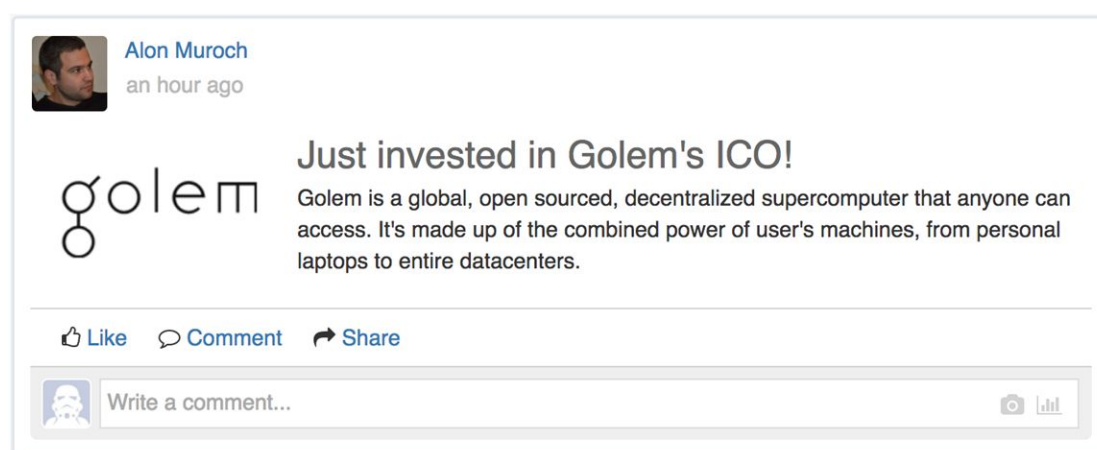 Alon Muroch
an hour ago
golem
Just invested in Golem's ICO!
Golem is a global, open sourced, decentralized supercomputer that anyone can
access. It's made up of the combined power of user's machines, from personal
laptops to entire datacenters.
Like Comment Share
Write a comment...